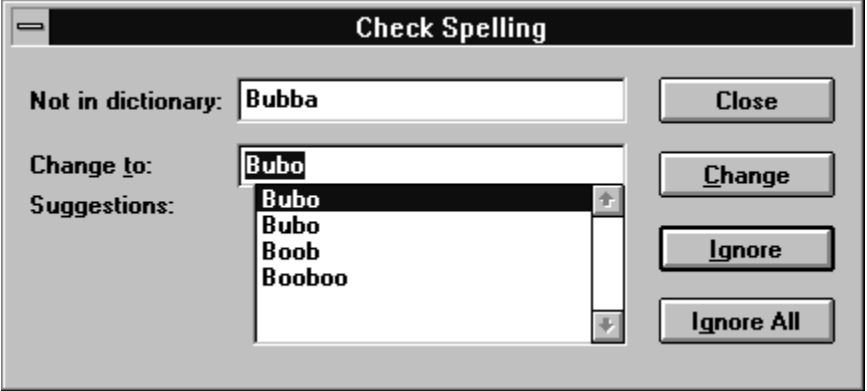 Check Spelling
Not in dictionary: Bubba Close
Change to: Bubo Change
Suggestions:
Bubo
Bubo
Boob
Booboo
Ignore
Ignore All